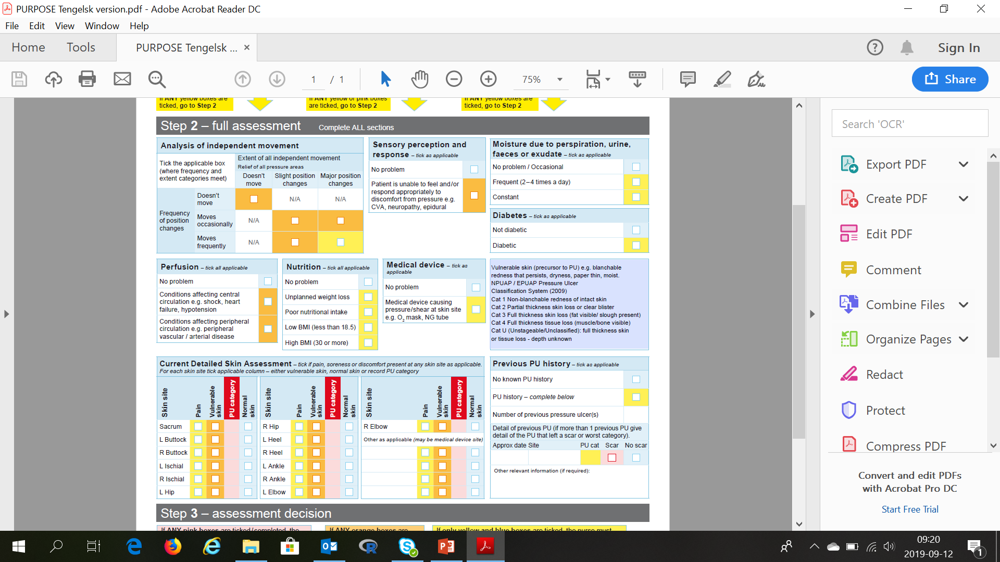 PURPOSE Tengelsk version.pdf - Adobe Acrobat Reader DC
File Edit View Window Help
Home Tools PURPOSE Tengelsk ... × Sign In
1 / 1 75% Share
If ANY yellow boxes are
ticked, go to Step 2
If ANY yellow or pink boxes
are ticked, go to Step 2
If ANY yellow boxes are
ticked, go to Step 2
Step 2 – full assessment Complete ALL sections
Analysis of independent movement
Tick the applicable box
(where frequency and
extent categories meet)
Extent of all independent movement
Relief of all pressure areas
Doesn't
move
Slight position
changes
Major position
changes
Frequency
of position
changes
Doesn't
move
N/A N/A
Moves
occasionally
N/A
Moves
frequently
N/A
Sensory perception and
response – tick as applicable
No problem
Patient is unable to feel and/or
respond appropriately to
discomfort from pressure e.g.
CVA, neuropathy, epidural
Moisture due to perspiration, urine,
faeces or exudate – tick as applicable
No problem / Occasional
Frequent (2–4 times a day)
Constant
Diabetes – tick as applicable
Not diabetic
Diabetic
Perfusion – tick all applicable
No problem
Conditions affecting central
circulation e.g. shock, heart
failure, hypotension
Conditions affecting peripheral
circulation e.g. peripheral
vascular / arterial disease
Nutrition – tick all applicable
No problem
Unplanned weight loss
Poor nutritional intake
Low BMI (less than 18.5)
High BMI (30 or more)
Medical device – tick as
applicable
No problem
Medical device causing
pressure/shear at skin site
e.g. O2 mask, NG tube
Vulnerable skin (precursor to PU) e.g. blanchable
redness that persists, dryness, paper thin, moist.
NPUAP / EPUAP Pressure Ulcer
Classification System (2009)
Cat 1 Non-blanchable redness of intact skin
Cat 2 Partial thickness skin loss or clear blister
Cat 3 Full thickness skin loss (fat visible/ slough present)
Cat 4 Full thickness tissue loss (muscle/bone visible)
Cat U (Unstageable/Unclassified): full thickness skin
or tissue loss - depth unknown
Current Detailed Skin Assessment – tick if pain, soreness or discomfort present at any skin site as applicable.
For each skin site tick applicable column – either vulnerable skin, normal skin or record PU category
Skin site Pain Vulnerable skin PU category Normal skin
Sacrum
L Buttock
R Buttock
L Ischial
R Ischial
L Hip
Skin site Pain Vulnerable skin PU category Normal skin
R Hip
L Heel
R Heel
L Ankle
R Ankle
L Elbow
Skin site Pain Vulnerable skin PU category Normal skin
R Elbow
Other as applicable (may be medical device site)
Previous PU history – tick as applicable
No known PU history
PU history – complete below
Number of previous pressure ulcer(s)
Detail of previous PU (if more than 1 previous PU give
detail of the PU that left a scar or worst category).
Approx date Site PU cat Scar No scar
Other relevant information (if required):
Step 3 – assessment decision
If ANY pink boxes are ticked/completed, the
If ANY orange boxes are
If only yellow and blue boxes are ticked, the nurse must
Search 'OCR'
Export PDF
Create PDF
Edit PDF
Comment
Combine Files
Organize Pages
Redact
Protect
Compress PDF
Convert and edit PDFs
with Acrobat Pro DC
Start Free Trial
09:20
2019-09-12
1